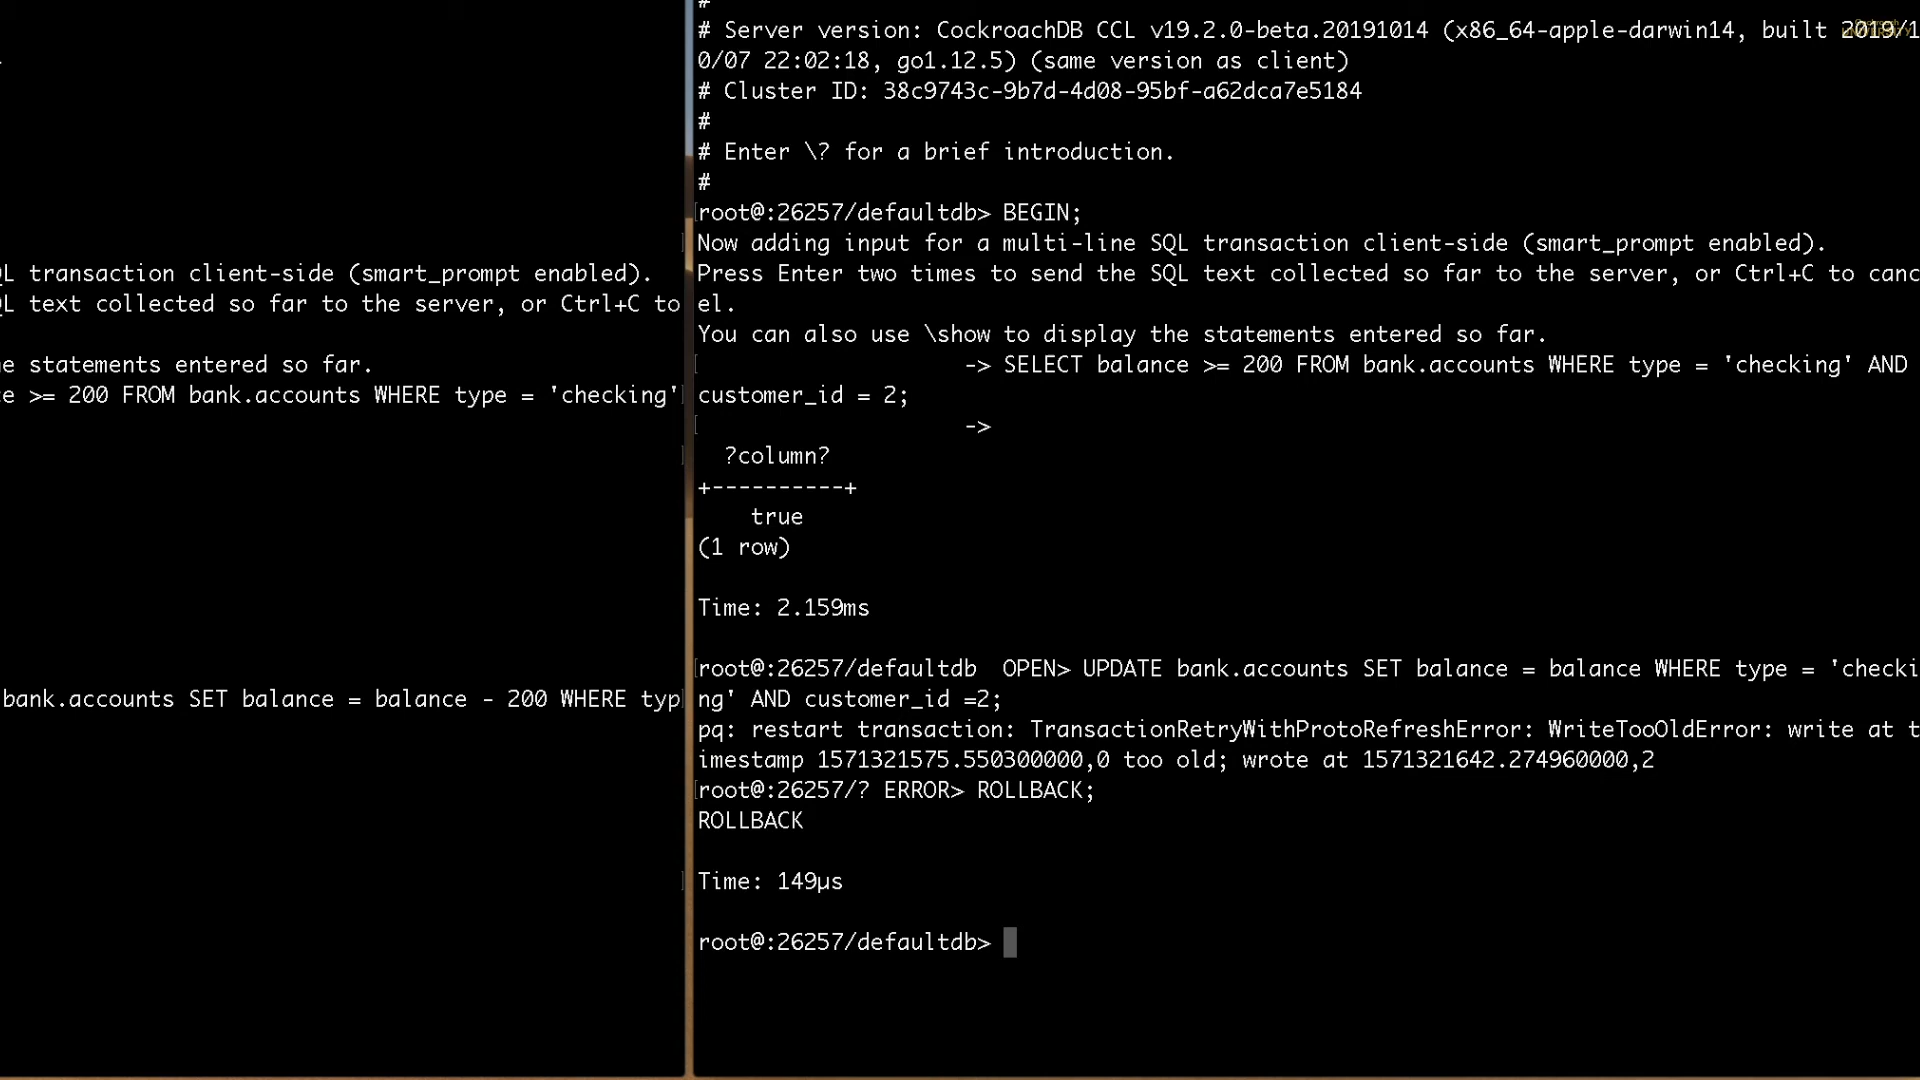 #
# Server version: CockroachDB CCL v19.2.0-beta.20191014 (x86_64-apple-darwin14, built 2019/1
0/07 22:02:18, go1.12.5) (same version as client)
# Cluster ID: 38c9743c-9b7d-4d08-95bf-a62dca7e5184
#
# Enter \? for a brief introduction.
#
root@:26257/defaultdb> BEGIN;
Now adding input for a multi-line SQL transaction client-side (smart_prompt enabled).
Press Enter two times to send the SQL text collected so far to the server, or Ctrl+C to canc
el.
You can also use \show to display the statements entered so far.
-> SELECT balance >= 200 FROM bank.accounts WHERE type = 'checking' AND
customer_id = 2;
->
?column?
+----------+
true
(1 row)
Time: 2.159ms
root@:26257/defaultdb  OPEN> UPDATE bank.accounts SET balance = balance WHERE type = 'checki
ng' AND customer_id =2;
pq: restart transaction: TransactionRetryWithProtoRefreshError: WriteTooOldError: write at t
imestamp 1571321575.550300000,0 too old; wrote at 1571321642.274960000,2
root@:26257/? ERROR> ROLLBACK;
ROLLBACK
Time: 149µs
root@:26257/defaultdb>
QL transaction client-side (smart_prompt enabled).
QL text collected so far to the server, or Ctrl+C to
e statements entered so far.
e >= 200 FROM bank.accounts WHERE type = 'checking'
bank.accounts SET balance = balance - 200 WHERE typ